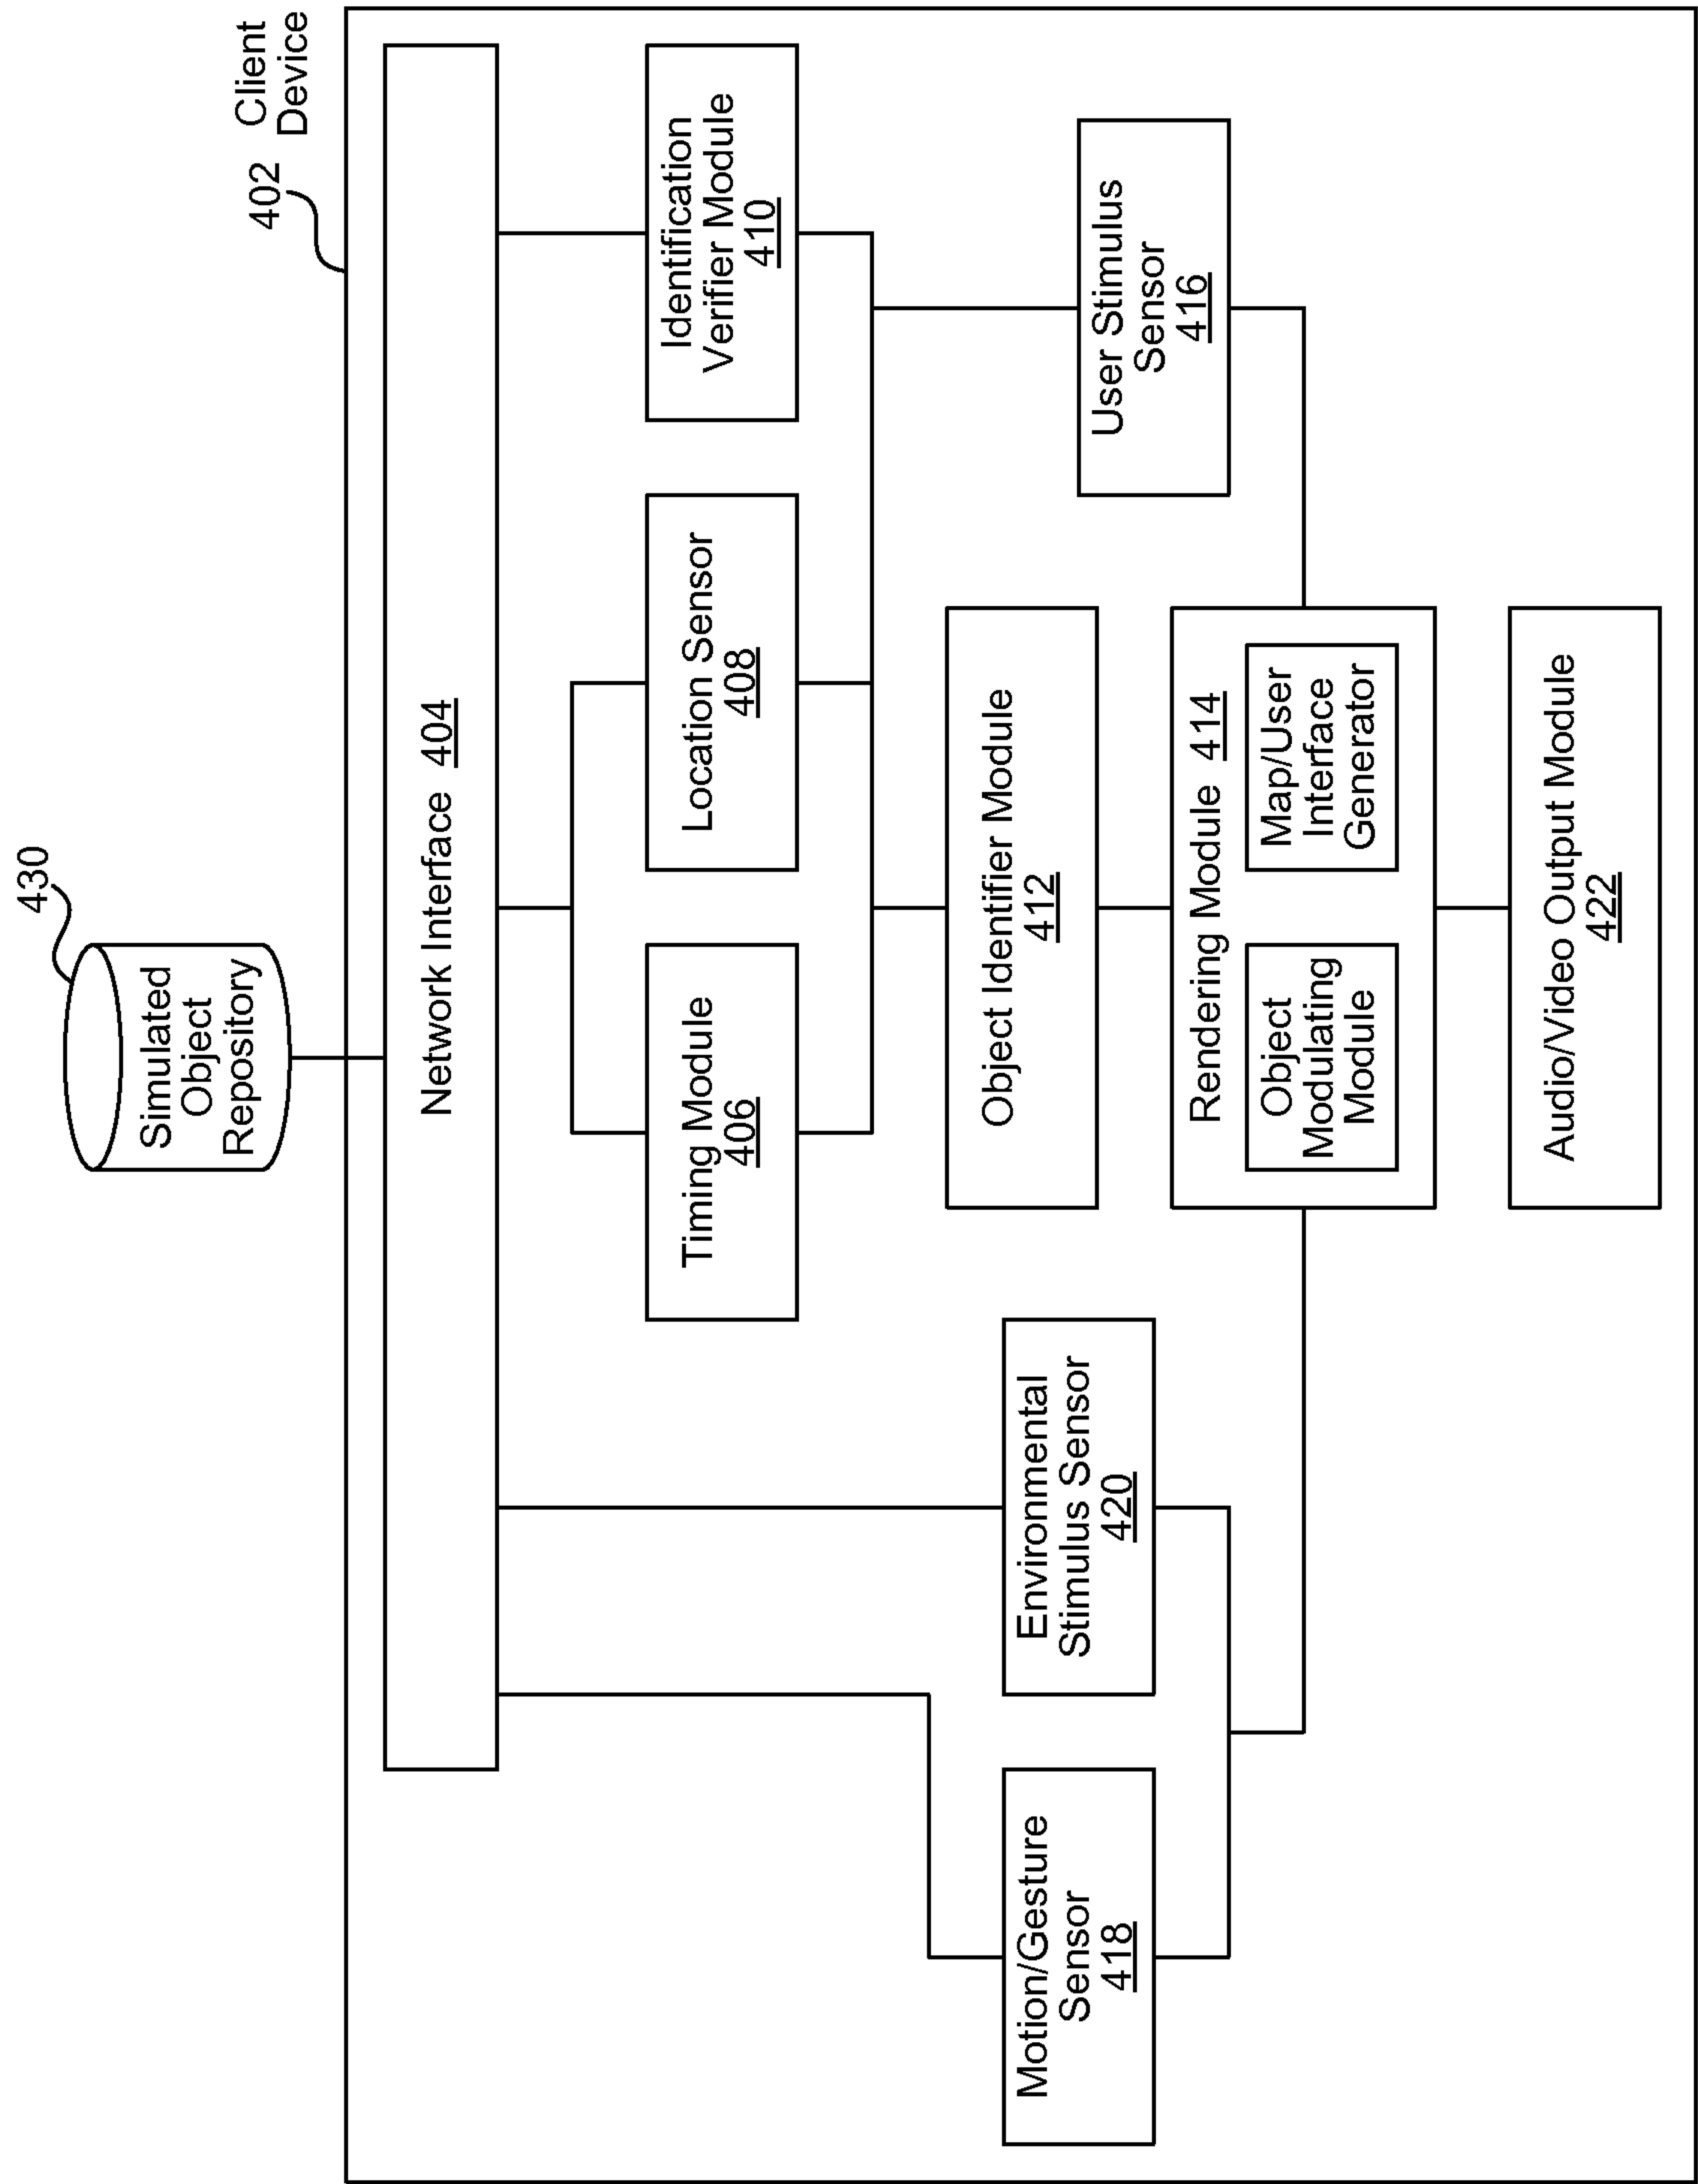 430
Simulated
Object
Repository
402
Client
Device
Network Interface 404
Timing Module
406
Location Sensor
408
Identification
Verifier Module
410
Motion/Gesture
Sensor
418
Environmental
Stimulus Sensor
420
Object Identifier Module
412
User Stimulus
Sensor
416
Rendering Module 414
Object
Modulating
Module
Map/User
Interface
Generator
Audio/Video Output Module
422